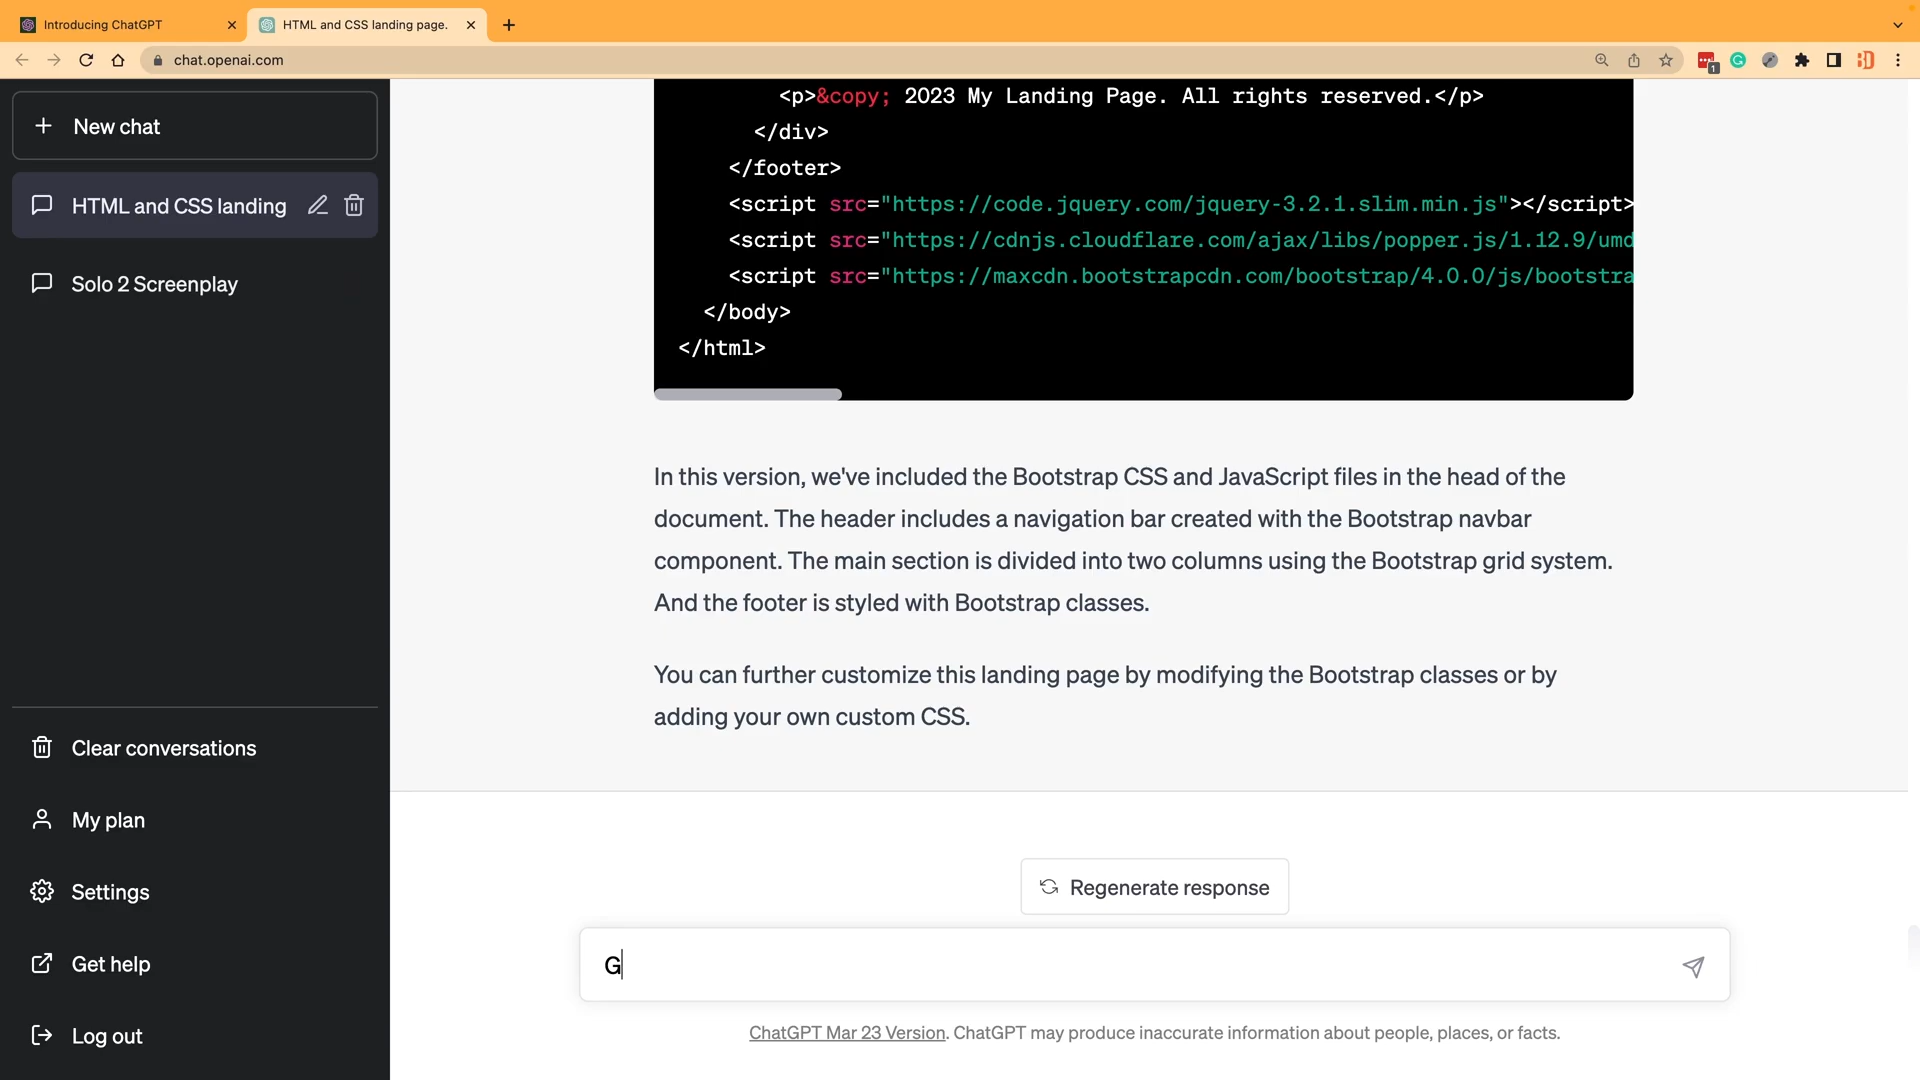 Introducing ChatGPT
HTML and CSS landing page.
chat.openai.com
1
New chat
HTML and CSS landing
Solo 2 Screenplay
Clear conversations
My plan
Settings
Get help
Log out
<p>&copy; 2023 My Landing Page. All rights reserved.</p>
</div>
</footer>
<script src="https://code.jquery.com/jquery-3.2.1.slim.min.js"></script>
<script src="https://cdnjs.cloudflare.com/ajax/libs/popper.js/1.12.9/umd
<script src="https://maxcdn.bootstrapcdn.com/bootstrap/4.0.0/js/bootstra
</body>
</html>
In this version, we've included the Bootstrap CSS and JavaScript files in the head of the
document. The header includes a navigation bar created with the Bootstrap navbar
component. The main section is divided into two columns using the Bootstrap grid system.
And the footer is styled with Bootstrap classes.
You can further customize this landing page by modifying the Bootstrap classes or by
adding your own custom CSS.
Regenerate response
G
ChatGPT Mar 23 Version. ChatGPT may produce inaccurate information about people, places, or facts.